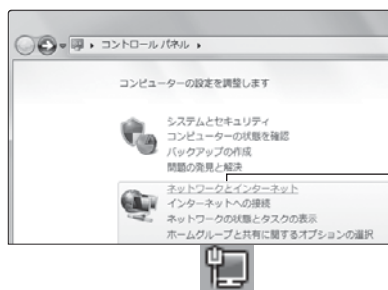 コントロール パネル
コンピューターの設定を調整します
システムとセキュリティ
コンピューターの状態を確認
バックアップの作成
問題の発見と解決
ネットワークとインターネット
インターネットへの接続
ネットワークの状態とタスクの表示
ホームグループと共有に関するオプションの選択